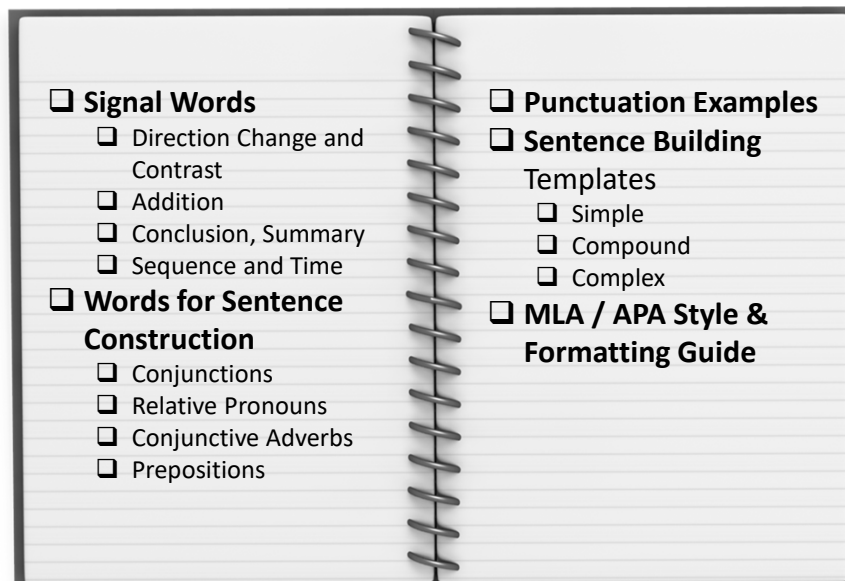 ❑ Signal Words
❑ Direction Change and
Contrast
❑ Addition
❑ Conclusion, Summary
❑ Sequence and Time
❑ Words for Sentence
Construction
❑ Conjunctions
❑ Relative Pronouns
❑ Conjunctive Adverbs
❑ Prepositions
❑ Punctuation Examples
❑ Sentence Building
Templates
❑ Simple
❑ Compound
❑ Complex
❑ MLA / APA Style &
Formatting Guide